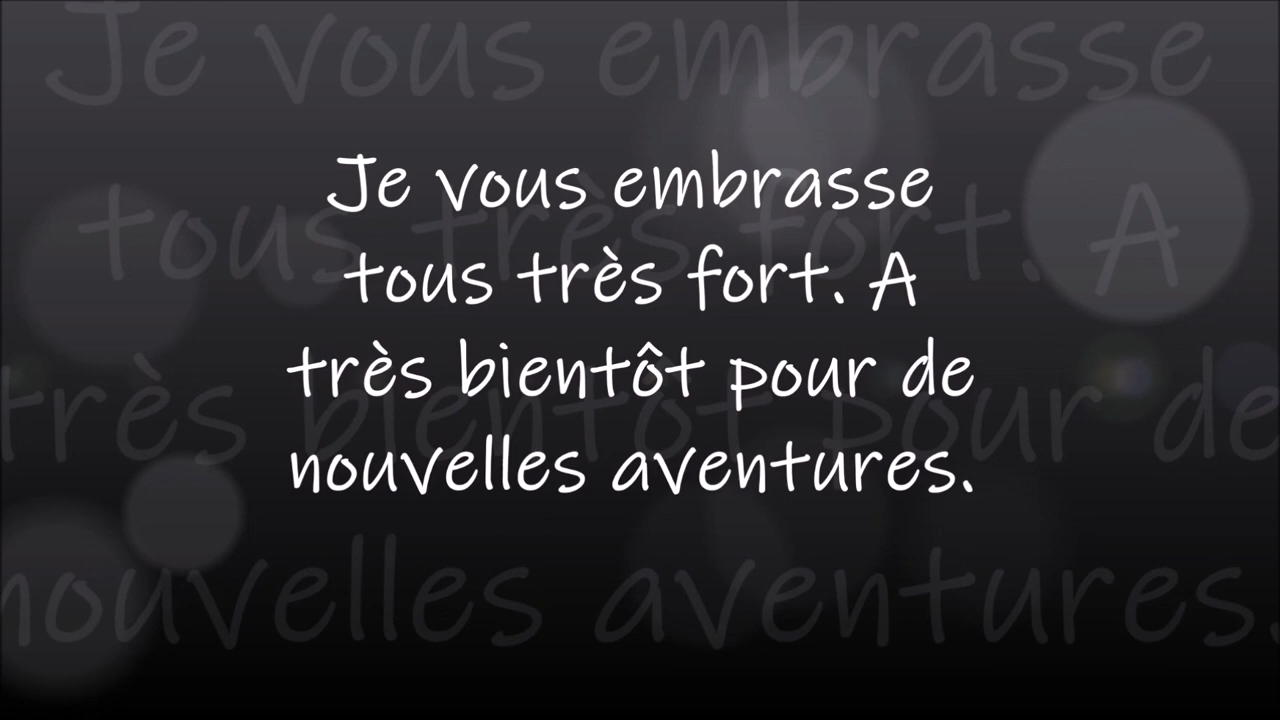 Je vous embrasse
tous très fort. A
très bientôt pour de
nouvelles aventures.